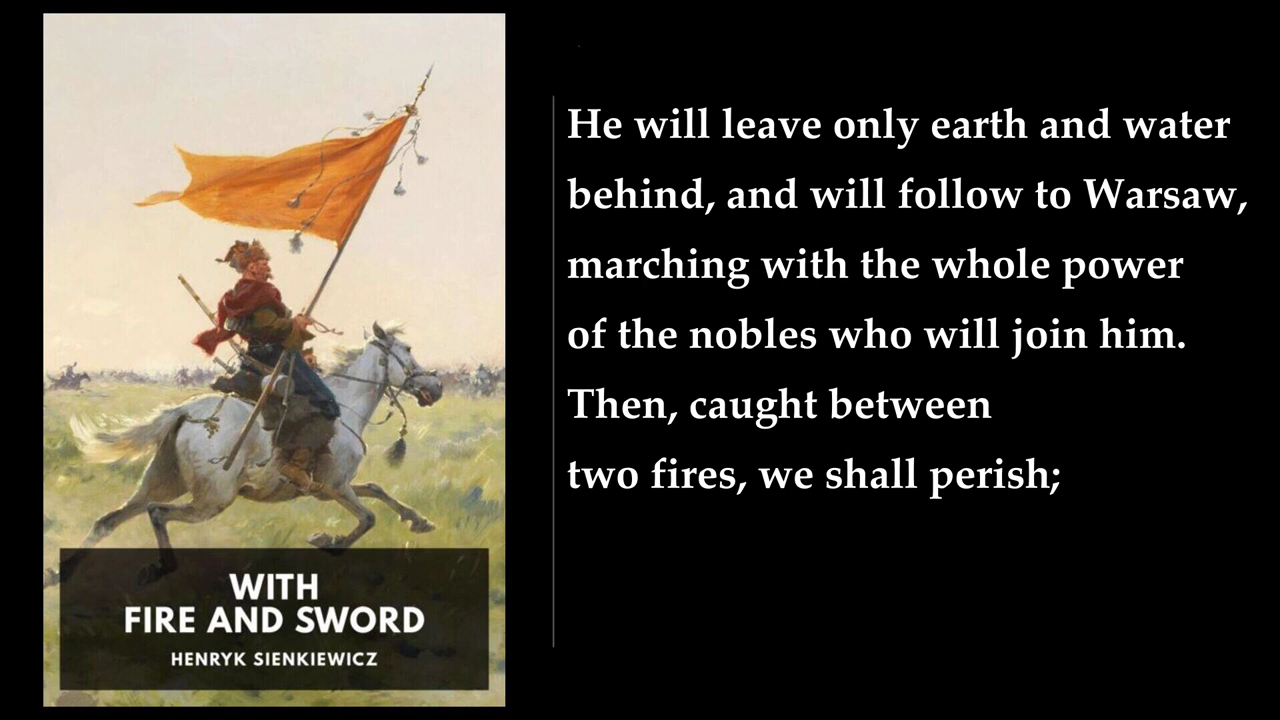 He will leave only earth and water
behind, and will follow to Warsaw,
marching with the whole power
of the nobles who will join him.
Then, caught between
two fires, we shall perish;
WITH
FIRE AND SWORD
HENRYK SIENKIEWICZ